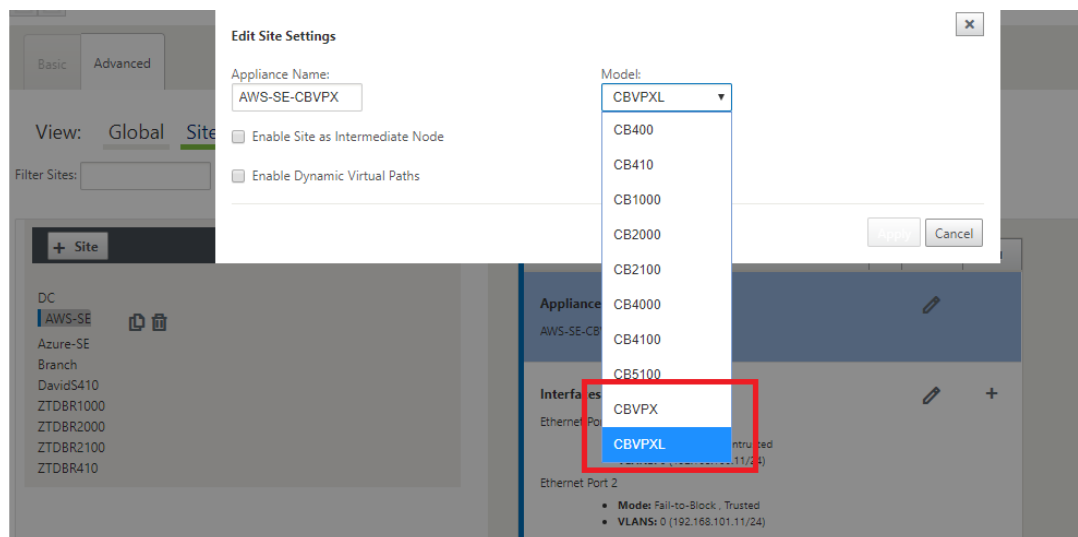 Edit Site Settings
Basic
Advanced
Appliance Name:
AWS-SE-CBVPX
Model:
CBVPXL
View: Global Site
Enable Site as Intermediate Node
Filter Sites:
Enable Dynamic Virtual Paths
CB400
CB410
CB1000
CB2000
CB2100
CB4000
CB4100
CB5100
CBVPX
CBVPXL
Apply
Cancel
+ Site
DC
AWS-SE
Azure-SE
Branch
DavidS410
ZTDBR1000
ZTDBR2000
ZTDBR2100
ZTDBR410
Appliance
AWS-SE-CB
Interfaces
Ethernet Po
Ethernet Port 2
Mode: Fail-to-Block , Trusted
VLANS: 0 (192.168.101.11/24)